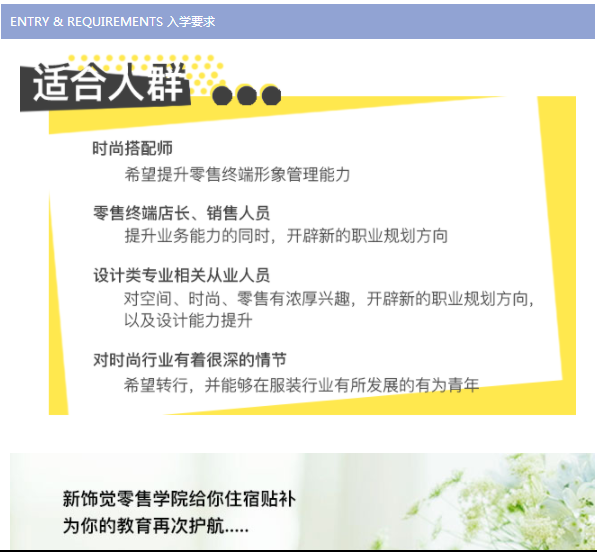 ENTRY & REQUIREMENTS 入学要求
适合人群
时尚搭配师
希望提升零售终端形象管理能力
零售终端店长、销售人员
提升业务能力的同时，开辟新的职业规划方向
设计类专业相关从业人员
对空间、时尚、零售有浓厚兴趣，开辟新的职业规划方向，
以及设计能力提升
对时尚行业有着很深的情节
希望转行，并能够在服装行业有所发展的有为青年
新饰觉零售学院给你住宿贴补
为你的教育再次护航.....